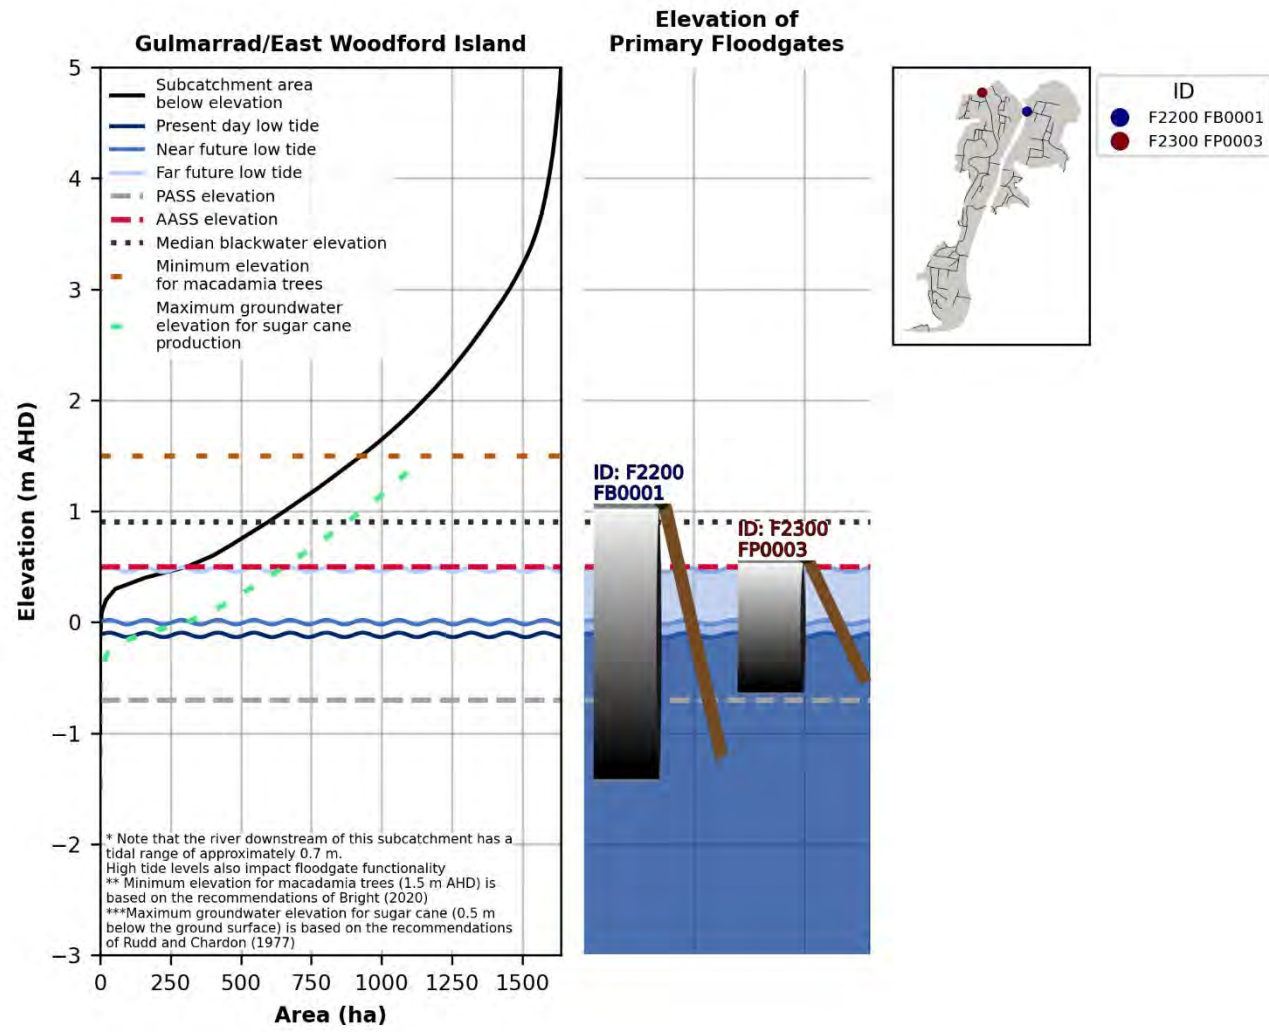 Gulmarrad/East Woodford Island
Elevation of
Primary Floodgates
Subcatchment area
below elevation
Present day low tide
Near future low tide
Far future low tide
PASS elevation
AASS elevation
Median blackwater elevation
Minimum elevation
for macadamia trees
Maximum groundwater
elevation for sugar cane
production
Elevation (m AHD)
5
4
3
2
1
0
−1
−2
−3
* Note that the river downstream of this subcatchment has a
tidal range of approximately 0.7 m.
High tide levels also impact floodgate functionality
** Minimum elevation for macadamia trees (1.5 m AHD) is
based on the recommendations of Bright (2020)
***Maximum groundwater elevation for sugar cane (0.5 m
below the ground surface) is based on the recommendations
of Rudd and Chardon (1977)
0 250 500 750 1000 1250 1500
Area (ha)
ID: F2200
FB0001
ID: F2300
FP0003
ID
F2200 FB0001
F2300 FP0003